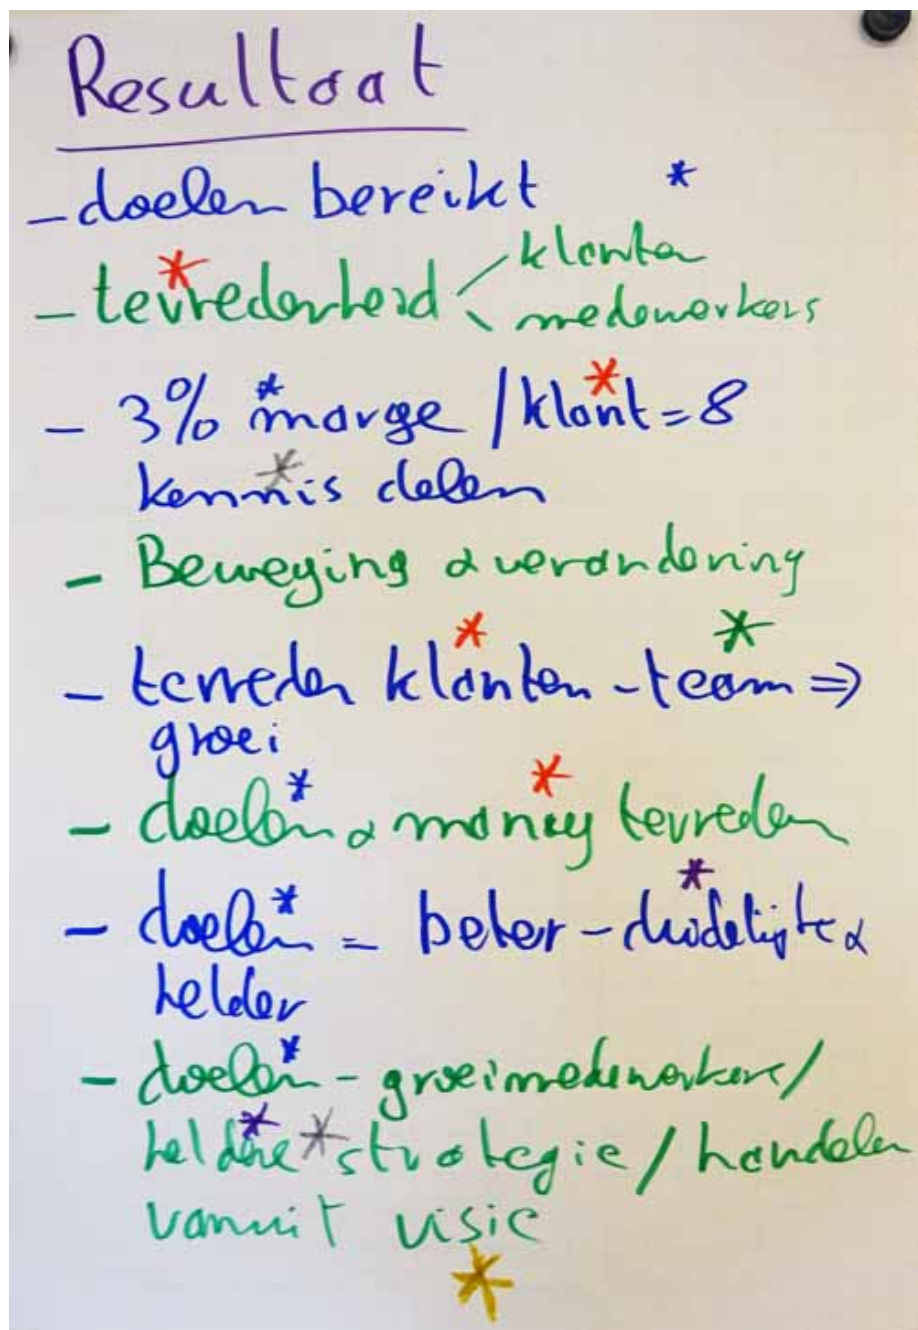 Resultaat
- doelen bereikt *
- tevredenheid < klanten
medewerkers
- 3% marge / klant = 8
kennis delen
- Beweging & verandering
- tevreden klanten - team ⇒
groei
- doelen & money tevreden
- doelen = beter - duidelijke &
helder
- doelen - groei medewerkers /
heldere * strategie / handelen
vanuit visie
*